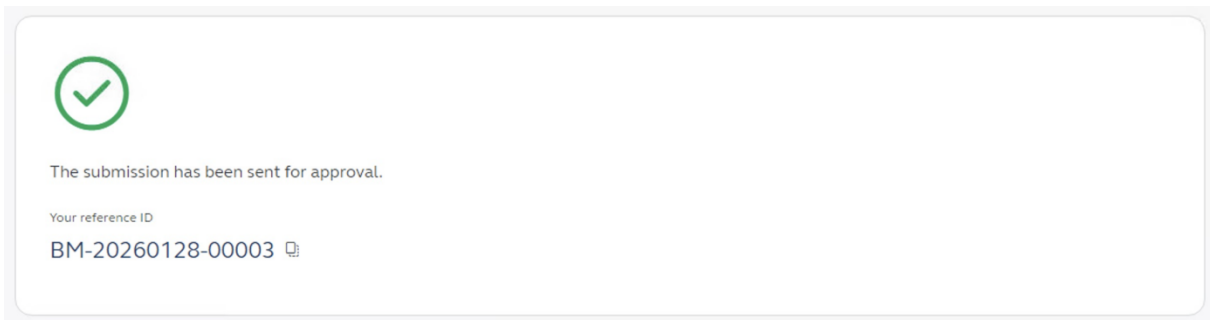 The submission has been sent for approval.
Your reference ID
BM-20260128-00003